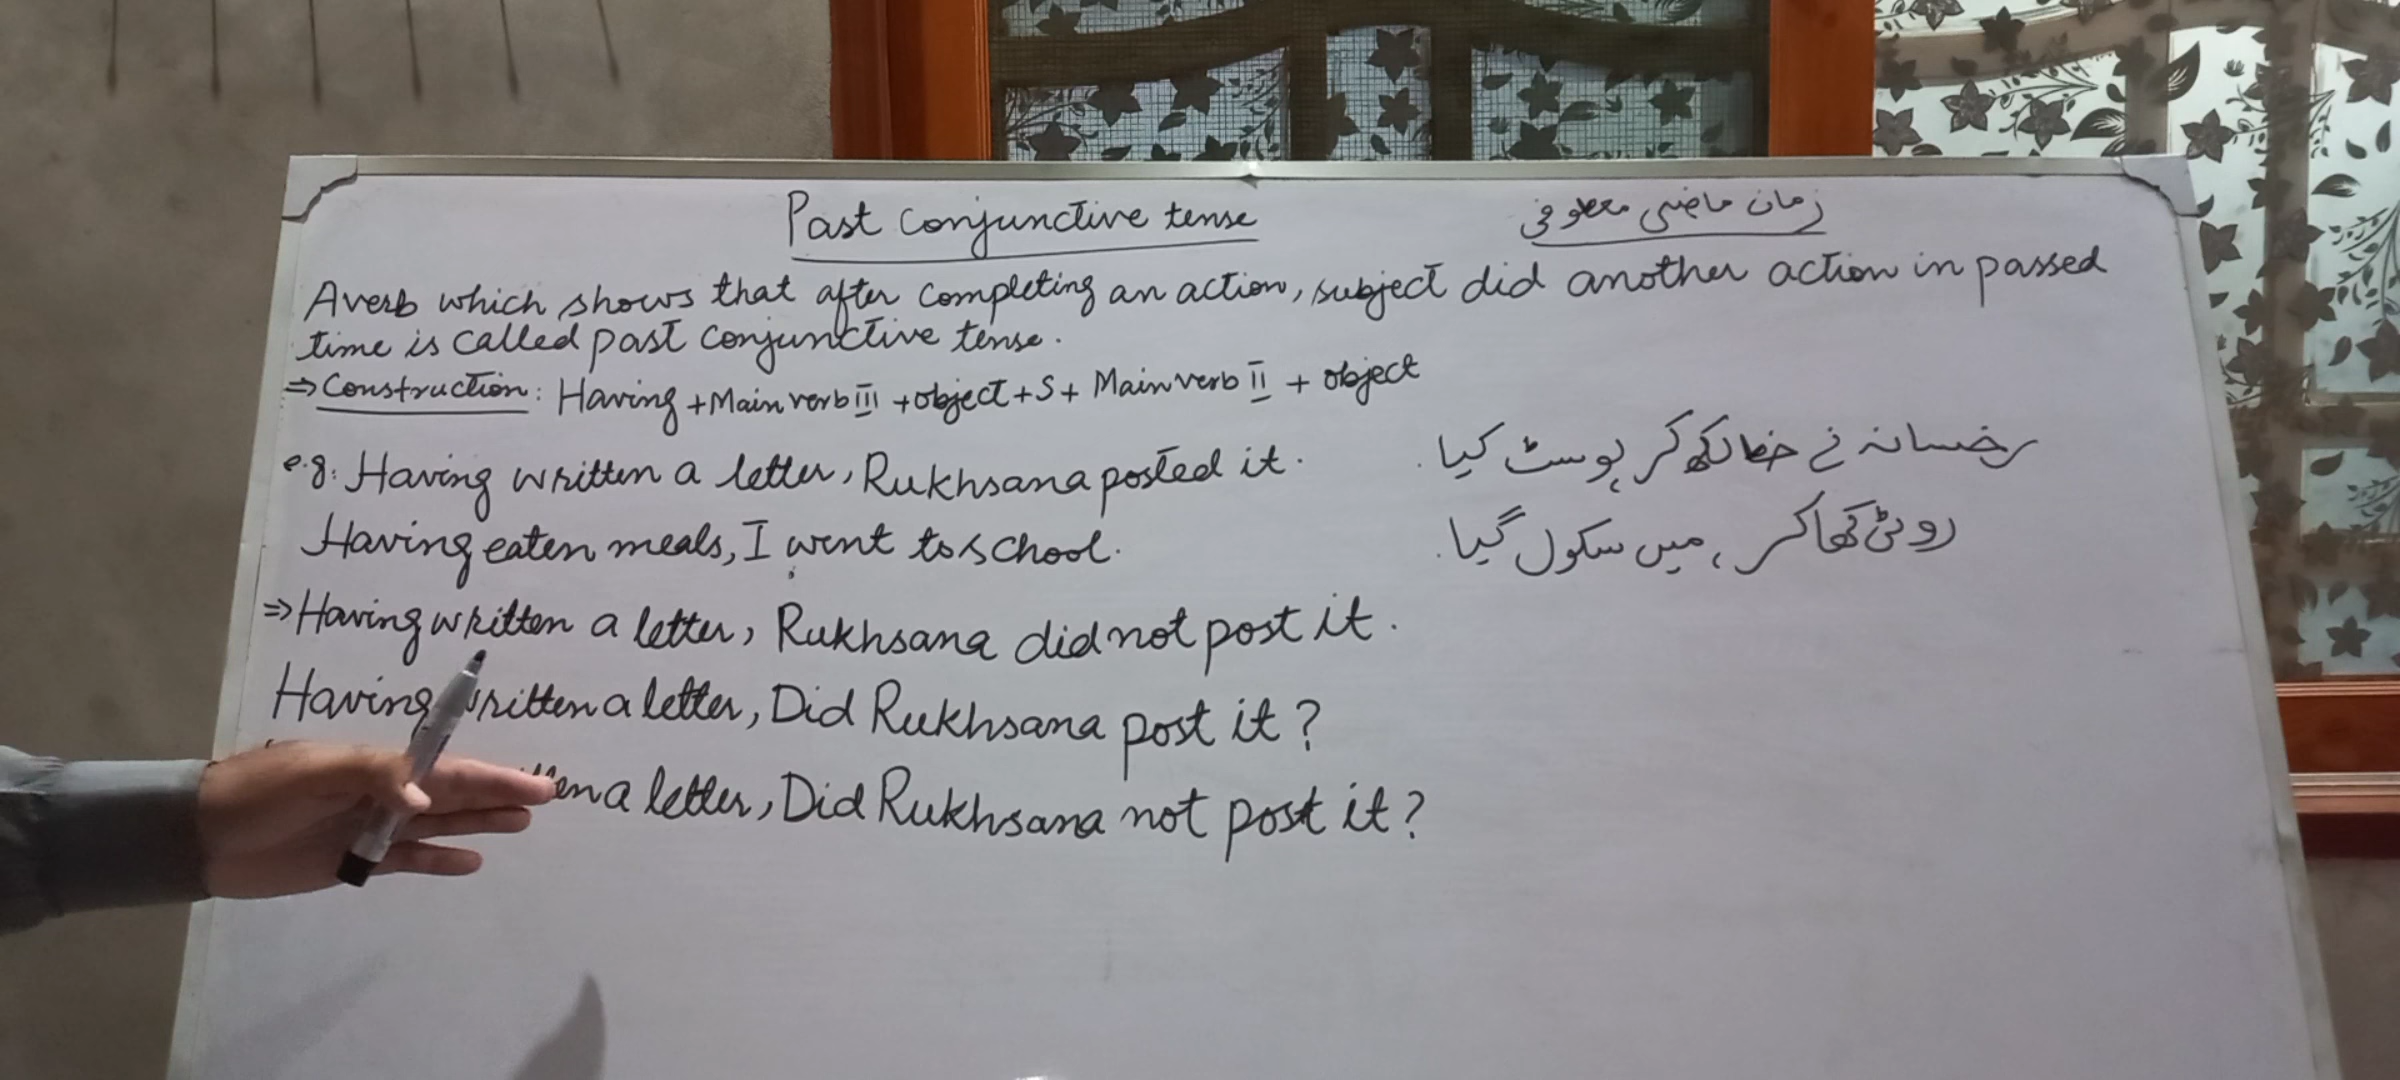 Past Conjunctive tense
زمان ماضی معطوفی
A verb which shows that after completing an action, subject did another action in passed
time is called past conjunctive tense.
⇒ Construction: Having + Main verb III + object + S + Main verb II + object
e.g: Having written a letter, Rukhsana posted it.
رخسانہ نے خط لکھ کر پوسٹ کیا.
Having eaten meals, I went to school.
روٹی کھا کر، میں سکول گیا.
⇒ Having written a letter, Rukhsana did not post it.
Having written a letter, Did Rukhsana post it?
a letter, Did Rukhsana not post it?